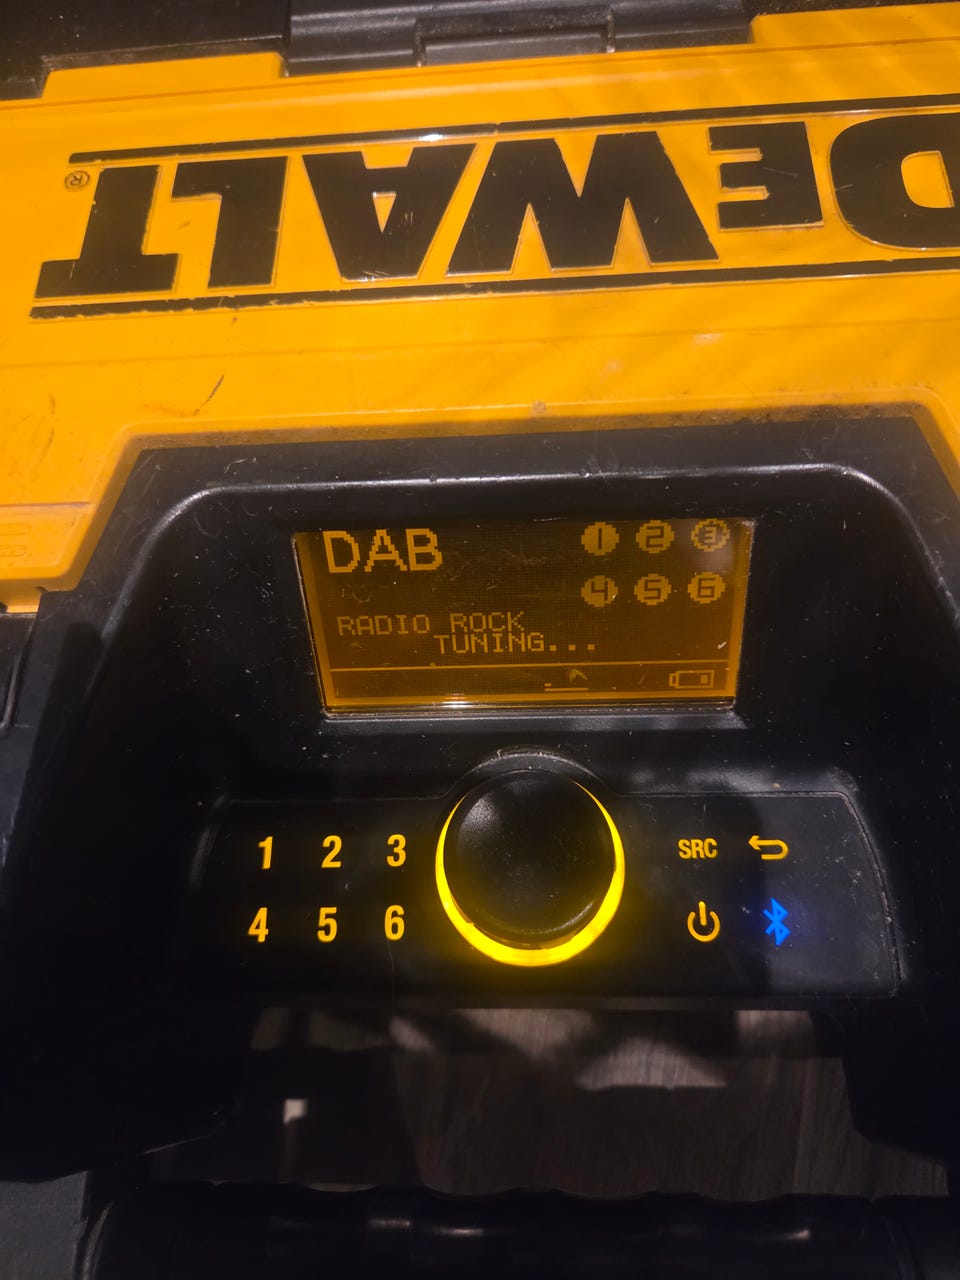 DEWALT®
DAB 1 2 3
4 5 6
RADIO ROCK
TUNING...
1 2 3 SRC
4 5 6